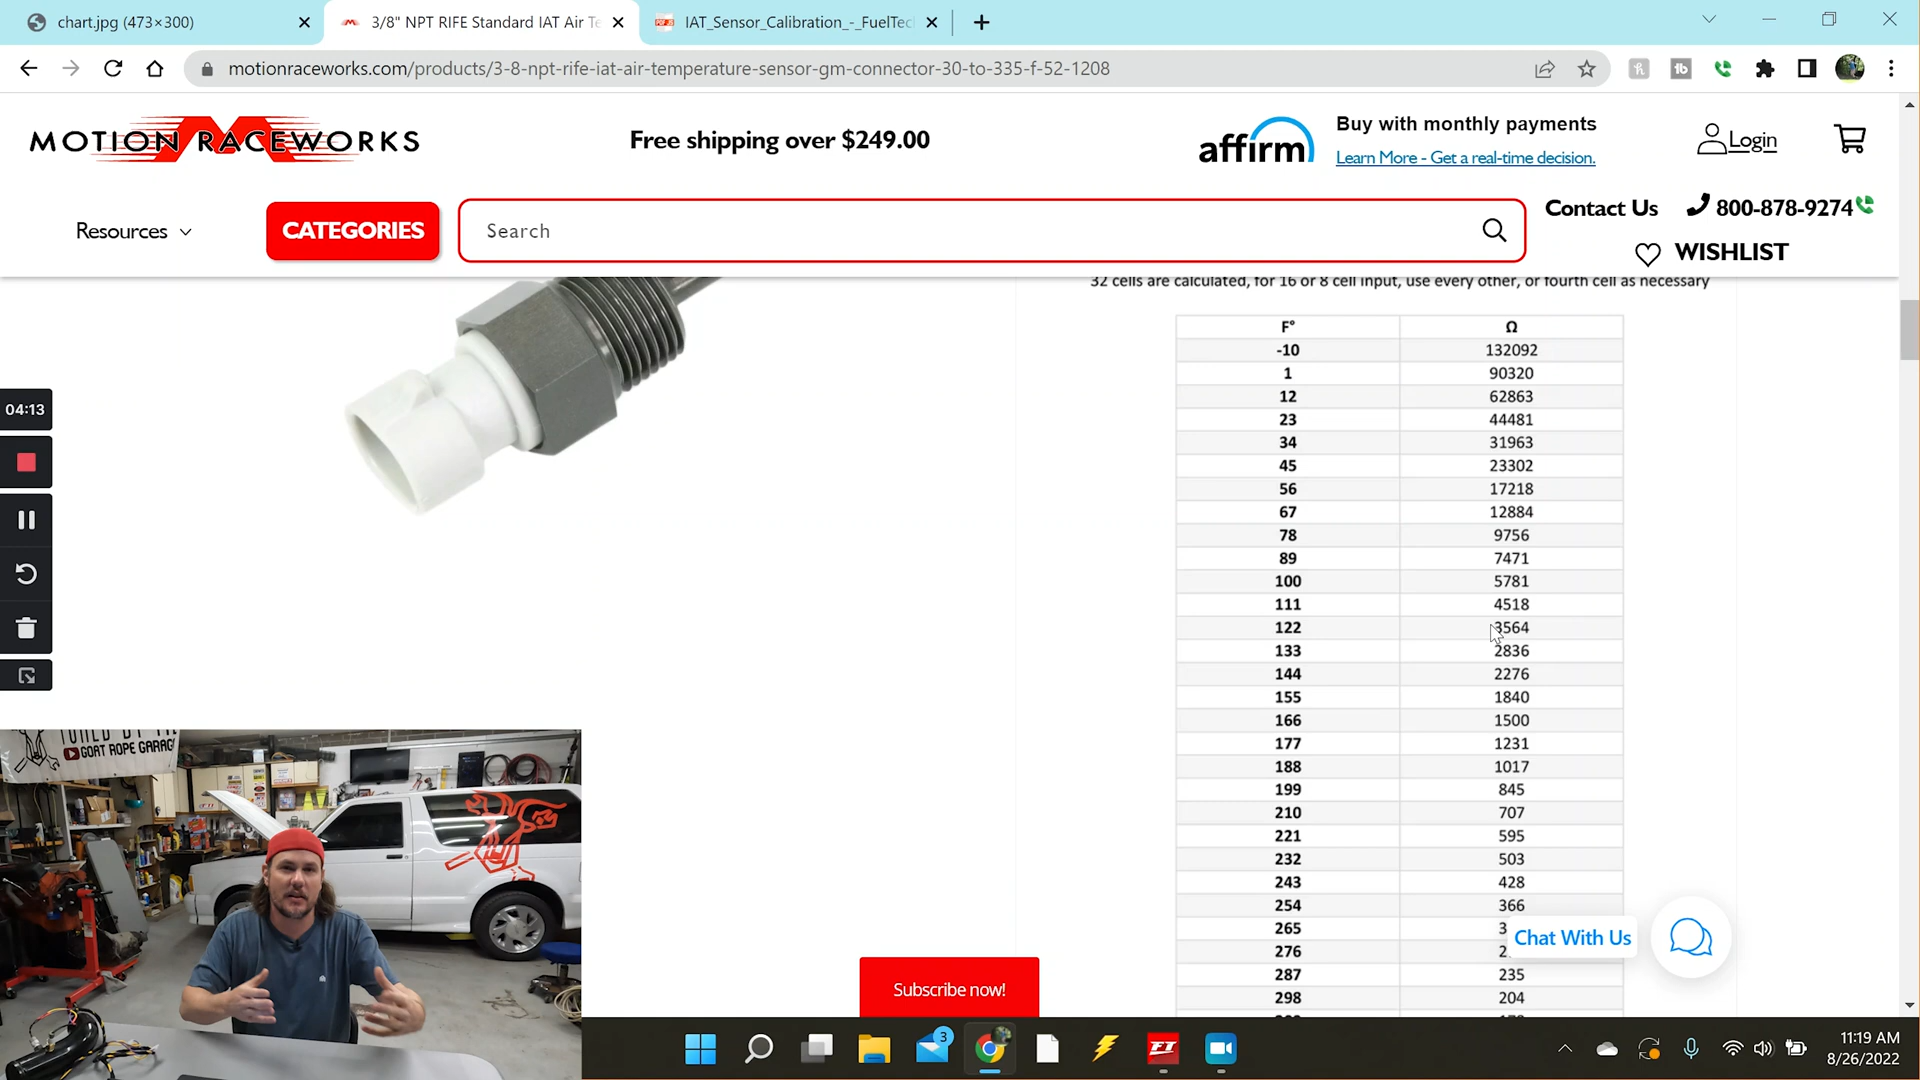 chart.jpg (473×300)
3/8" NPT RIFE Standard IAT Air Te
IAT_Sensor_Calibration_-_FuelTec
motionraceworks.com/products/3-8-npt-rife-iat-air-temperature-sensor-gm-connector-30-to-335-f-52-1208
MOTION RACEWORKS
Free shipping over $249.00
affirm
Buy with monthly payments
Learn More - Get a real-time decision.
Login
Resources
CATEGORIES
Search
Contact Us
800-878-9274
WISHLIST
32 cells are calculated, for 16 or 8 cell input, use every other, or fourth cell as necessary
F° Ω
-10 132092
1 90320
12 62863
23 44481
34 31963
45 23302
56 17218
67 12884
78 9756
89 7471
100 5781
111 4518
122 3564
133 2836
144 2276
155 1840
166 1500
177 1231
188 1017
199 845
210 707
221 595
232 503
243 428
254 366
265 3
276 2
287 235
298 204
04:13
TUNED BY THE
GOAT ROPE GARAGE
Chat With Us
Subscribe now!
3
FT
11:19 AM
8/26/2022